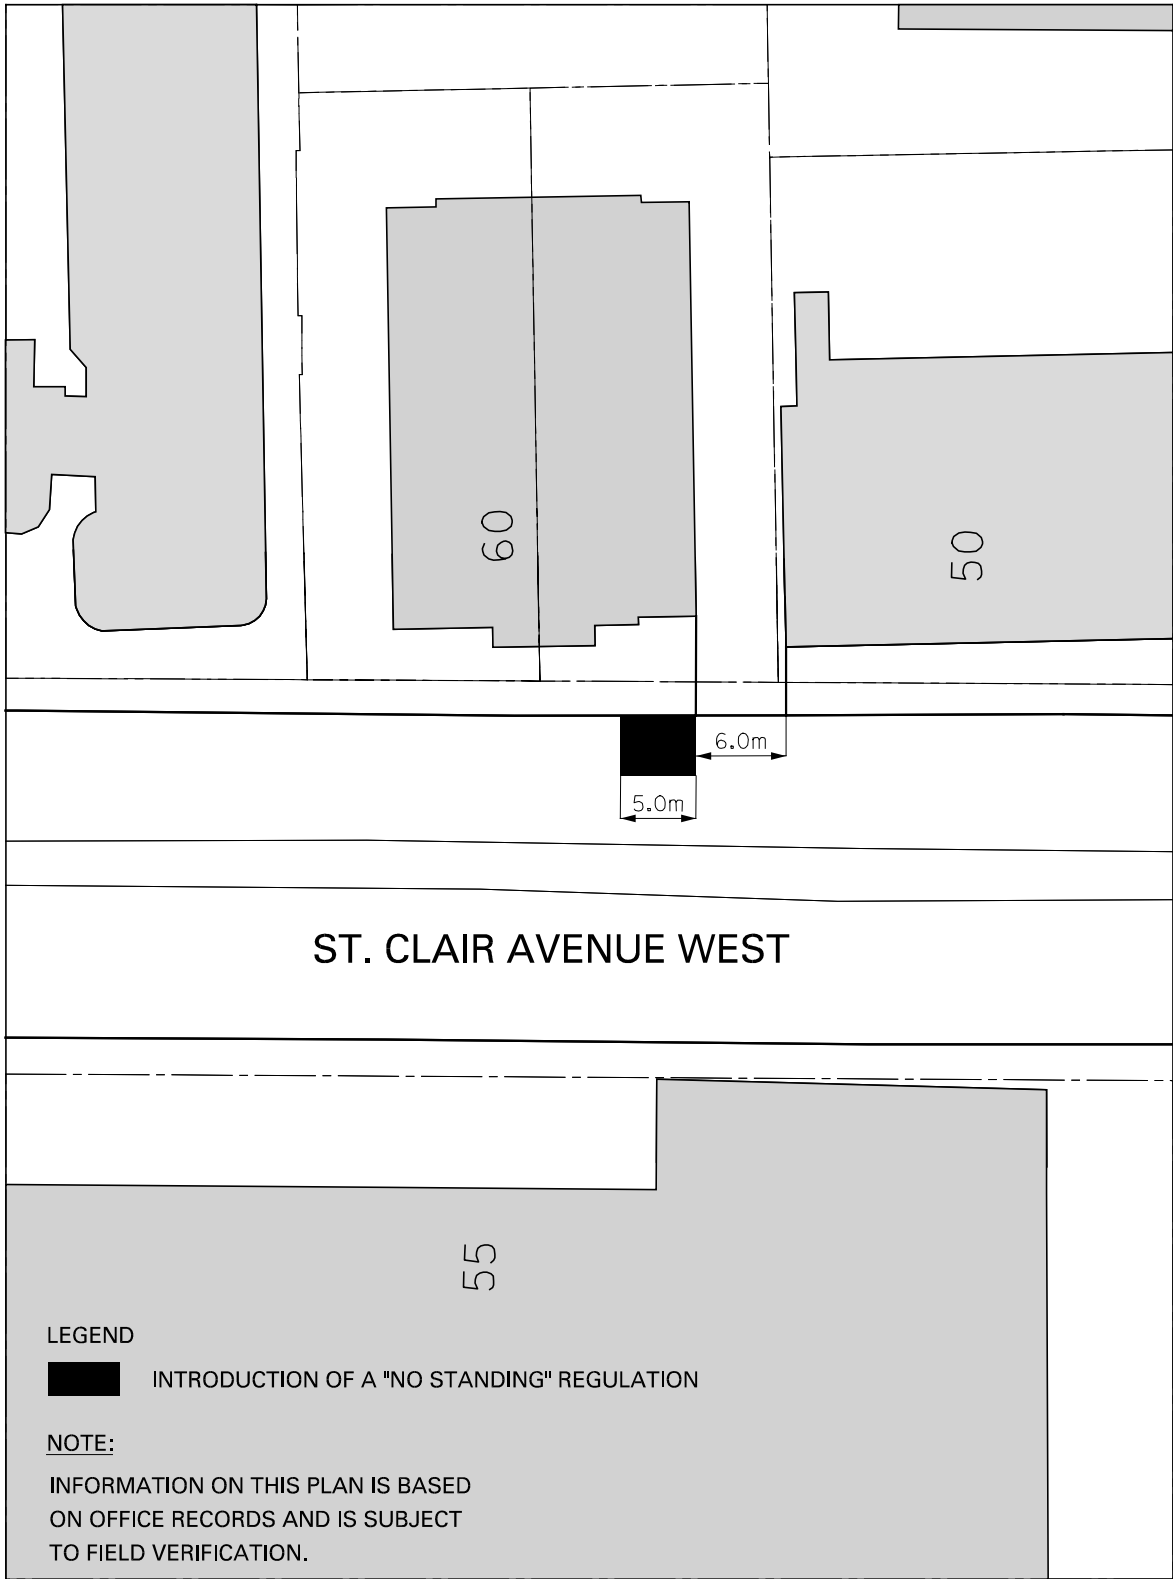 60
50
6.0m
5.0m
ST. CLAIR AVENUE WEST
55
LEGEND
INTRODUCTION OF A "NO STANDING" REGULATION
NOTE:
INFORMATION ON THIS PLAN IS BASED
ON OFFICE RECORDS AND IS SUBJECT
TO FIELD VERIFICATION.